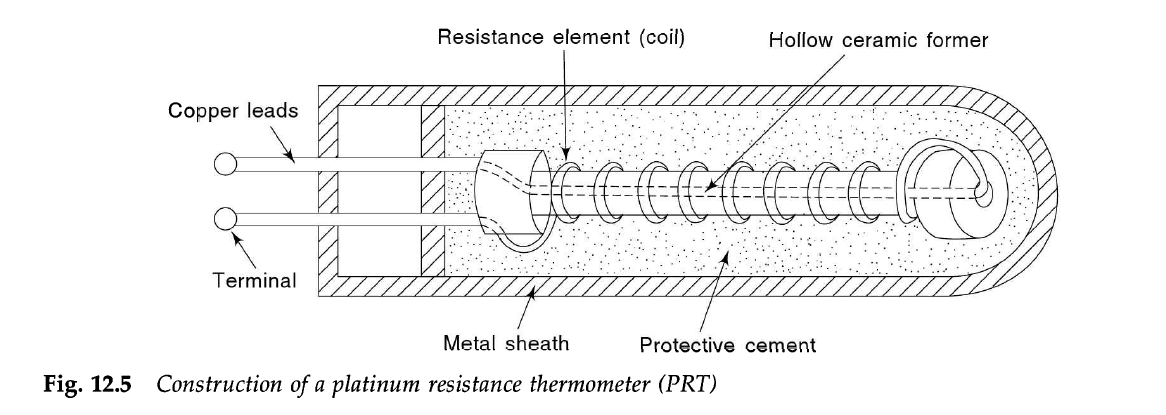 Resistance element (coil)
Hollow ceramic former
Copper leads
Terminal
Metal sheath
Protective cement
Fig. 12.5 Construction of a platinum resistance thermometer (PRT)